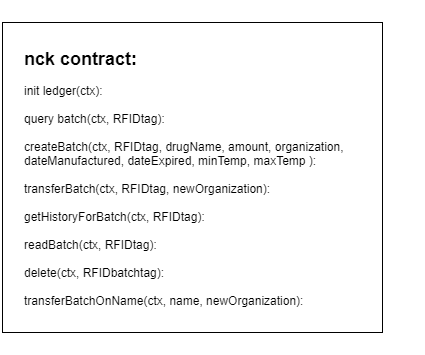 nck contract:
init ledger(ctx):
query batch(ctx, RFIDtag):
createBatch(ctx, RFIDtag, drugName, amount, organization,
dateManufactured, dateExpired, minTemp, maxTemp ):
transferBatch(ctx, RFIDtag, newOrganization):
getHistoryForBatch(ctx, RFIDtag):
readBatch(ctx, RFIDtag):
delete(ctx, RFIDbatchtag):
transferBatchOnName(ctx, name, newOrganization):